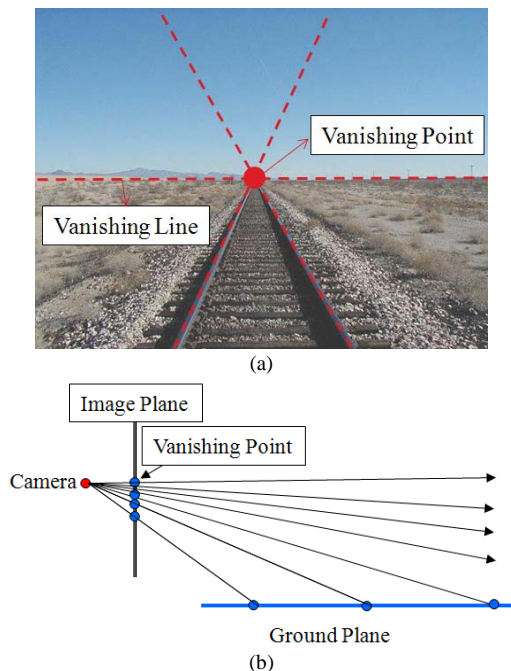 Vanishing Point
Vanishing Line
(a)
Image Plane
Vanishing Point
Camera
Ground Plane
(b)